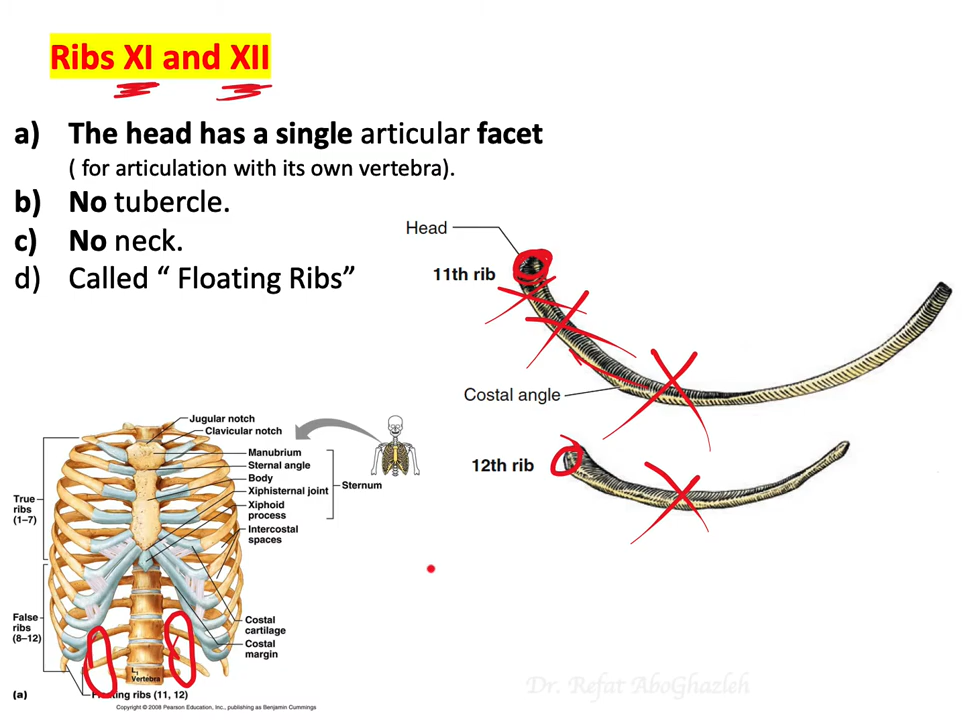 Ribs XI and XII
a) The head has a single articular facet
( for articulation with its own vertebra).
b) No tubercle.
c) No neck.
d) Called “ Floating Ribs”
Head
11th rib
Costal angle
12th rib
Jugular notch
Clavicular notch
Manubrium
Sternal angle
Body
Xiphisternal joint
Sternum
Xiphoid
process
Intercostal
spaces
True
ribs
(1–7)
False
ribs
(8–12)
Costal
cartilage
Costal
margin
L1
Vertebra
(a)
Floating ribs (11, 12)
Copyright © 2008 Pearson Education, Inc., publishing as Benjamin Cummings
Dr. Refat AboGhazleh